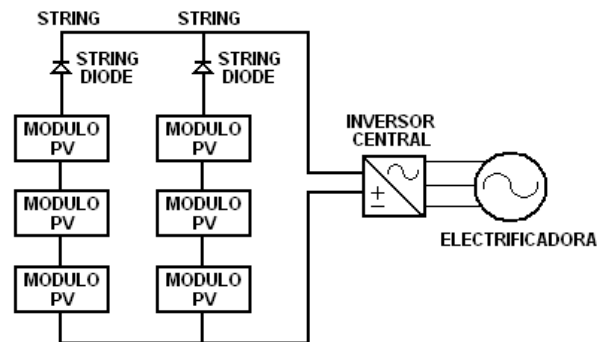 STRING
STRING
STRING
DIODE
STRING
DIODE
MODULO
PV
MODULO
PV
INVERSOR
CENTRAL
MODULO
PV
MODULO
PV
ELECTRIFICADORA
MODULO
PV
MODULO
PV